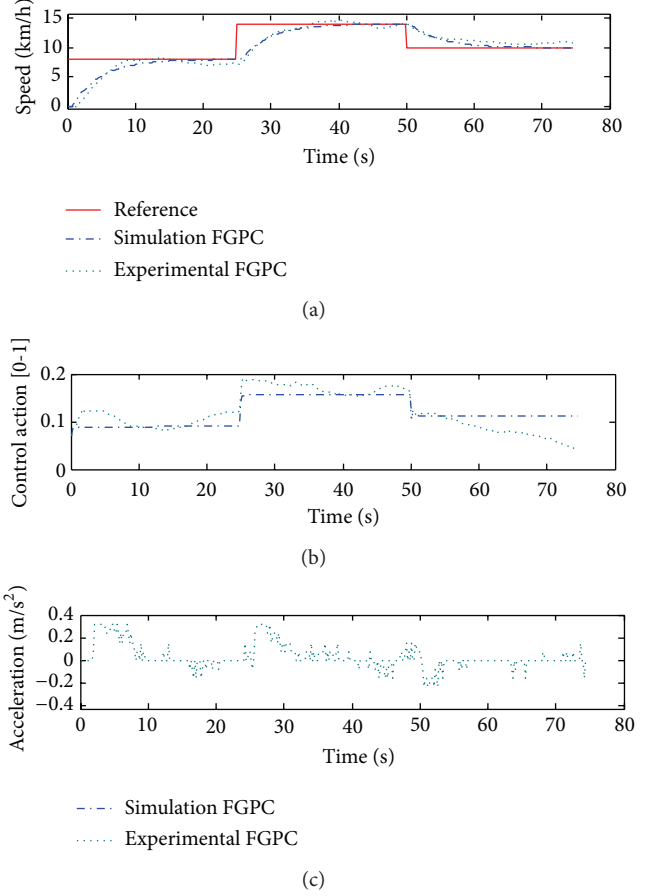 15
10
5
0
Speed (km/h)
0 10 20 30 40 50 60 70 80
Time (s)
Reference
Simulation FGPC
Experimental FGPC
(a)
0.2
0.1
0
Control action [0-1]
0 10 20 30 40 50 60 70 80
Time (s)
(b)
0.4
0.2
0
−0.2
−0.4
Acceleration (m/s²)
0 10 20 30 40 50 60 70 80
Time (s)
Simulation FGPC
Experimental FGPC
(c)